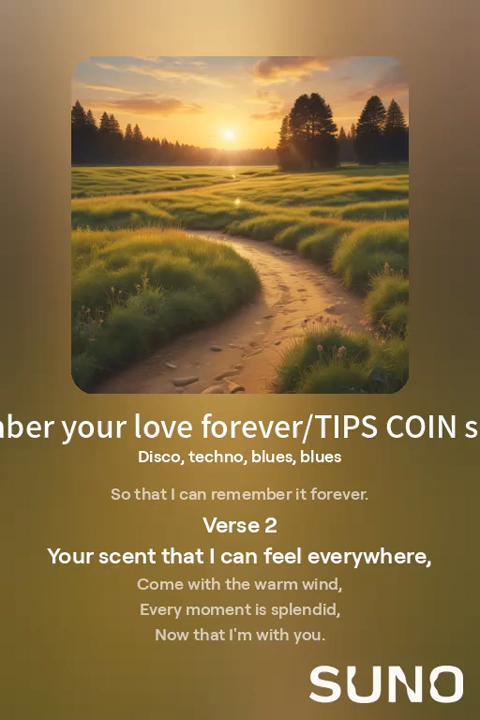 your love forever/TIPS COIN
Disco, techno, blues, blues
So that I can remember it forever.
Verse 2
Your scent that I can feel everywhere,
Come with the warm wind,
Every moment is splendid,
Now that I'm with you.
SUNO